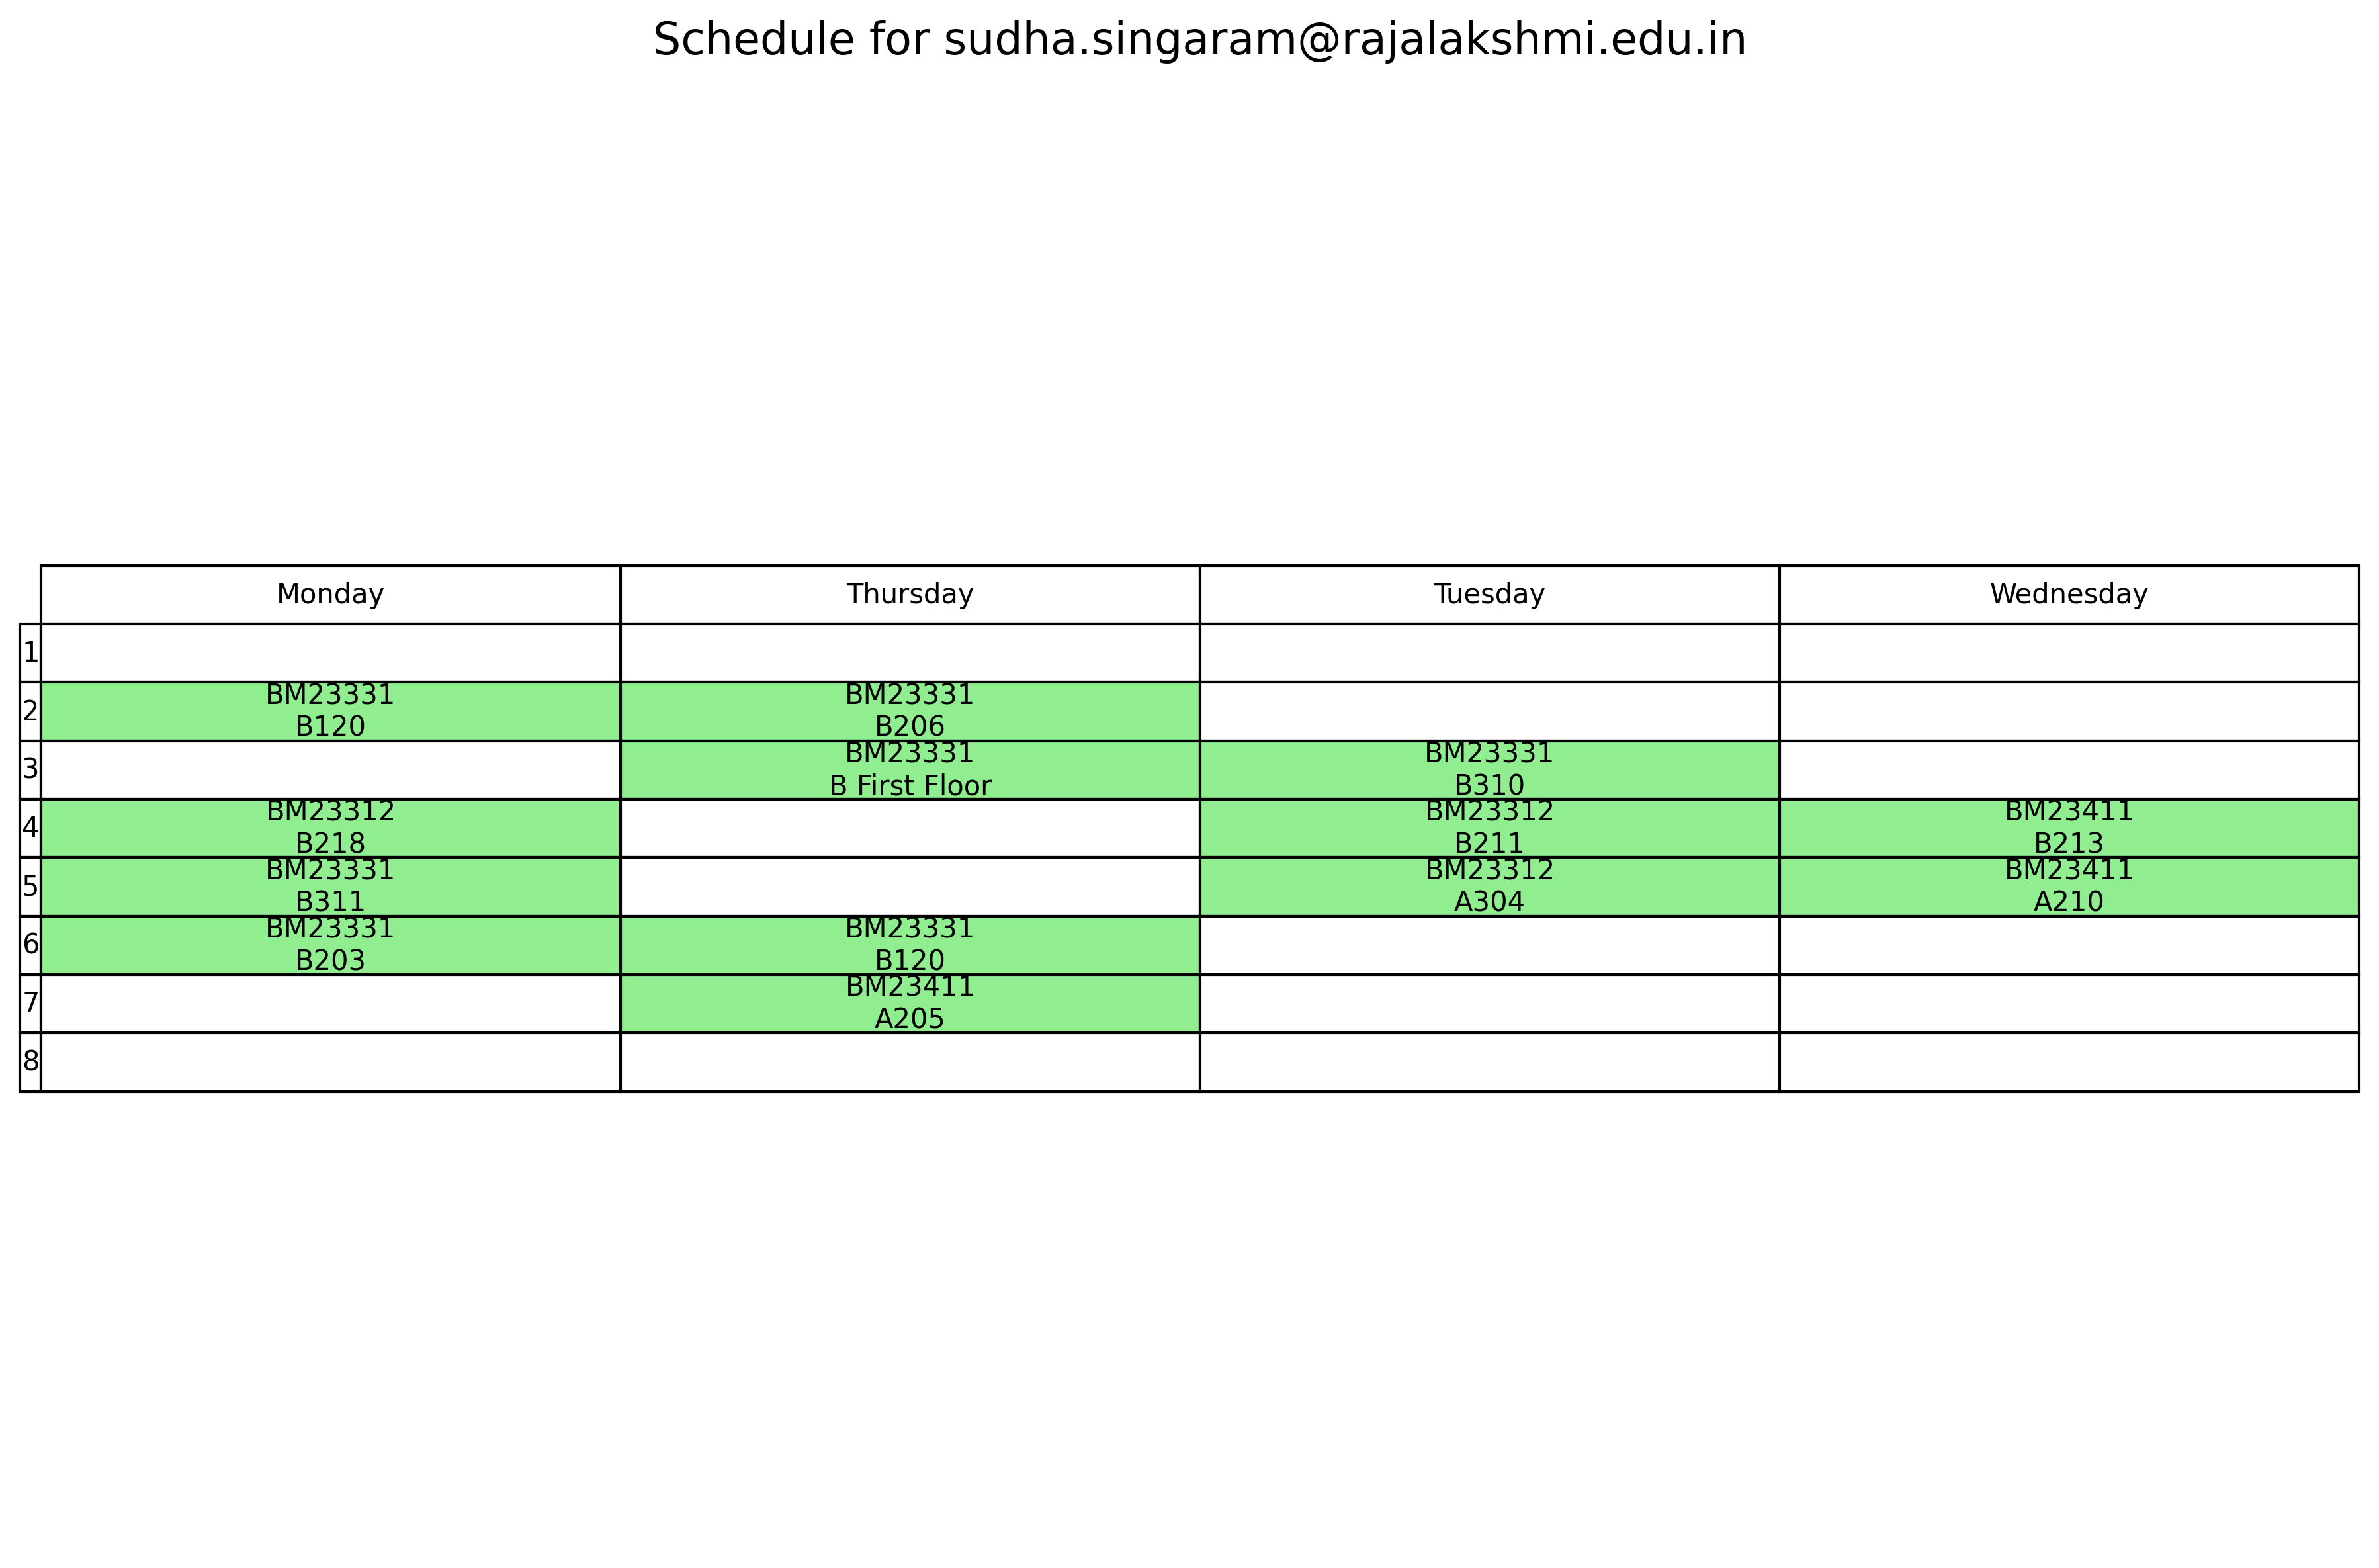 Schedule for sudha.singaram@rajalakshmi.edu.in
Monday Thursday Tuesday Wednesday
1
2 BM23331 B120 BM23331 B206
3 BM23331 B First Floor BM23331 B310
4 BM23312 B218 BM23312 B211 BM23411 B213
5 BM23331 B311 BM23312 A304 BM23411 A210
6 BM23331 B203 BM23331 B120
7 BM23411 A205
8